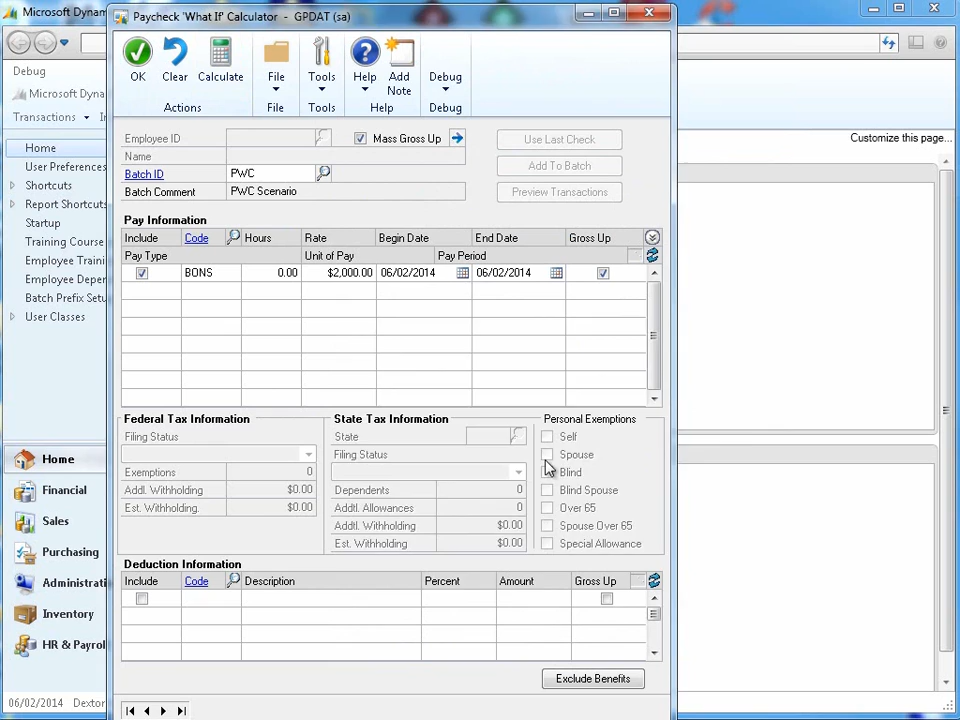 Microsoft Dynam
Paycheck 'What If' Calculator - GPDAT (sa)
OK
Clear
Calculate
File
Tools
Help
Add Note
Debug
Actions
File
Tools
Help
Debug
Debug
Microsoft Dyna
Transactions
Customize this page...
Home
User Preferences
Shortcuts
Report Shortcuts
Startup
Training Course
Employee Trainin
Employee Depen
Batch Prefix Setu
User Classes
Home
Financial
Sales
Purchasing
Administrati
Inventory
HR & Payrol
06/02/2014 Dextor
Employee ID
Mass Gross Up
Use Last Check
Name
Add To Batch
Batch ID PWC
Batch Comment PWC Scenario
Preview Transactions
Pay Information
Include Code Hours Rate Begin Date End Date Gross Up
Pay Type Unit of Pay Pay Period
BONS 0.00 $2,000.00 06/02/2014 06/02/2014
Federal Tax Information
Filing Status
Exemptions 0
Addl. Withholding $0.00
Est. Withholding. $0.00
State Tax Information
State
Filing Status
Dependents 0
Addtl. Allowances 0
Addtl. Withholding $0.00
Est. Withholding $0.00
Personal Exemptions
Self
Spouse
Blind
Blind Spouse
Over 65
Spouse Over 65
Special Allowance
Deduction Information
Include Code Description Percent Amount Gross Up
Exclude Benefits